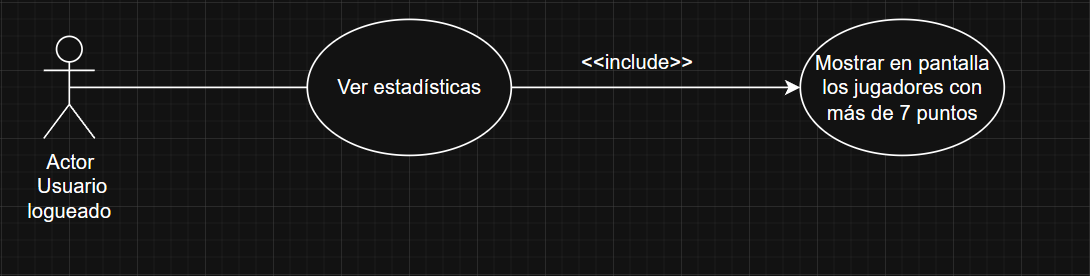 <<include>>
Ver estadísticas
Mostrar en pantalla
los jugadores con
más de 7 puntos
Actor
Usuario
logueado